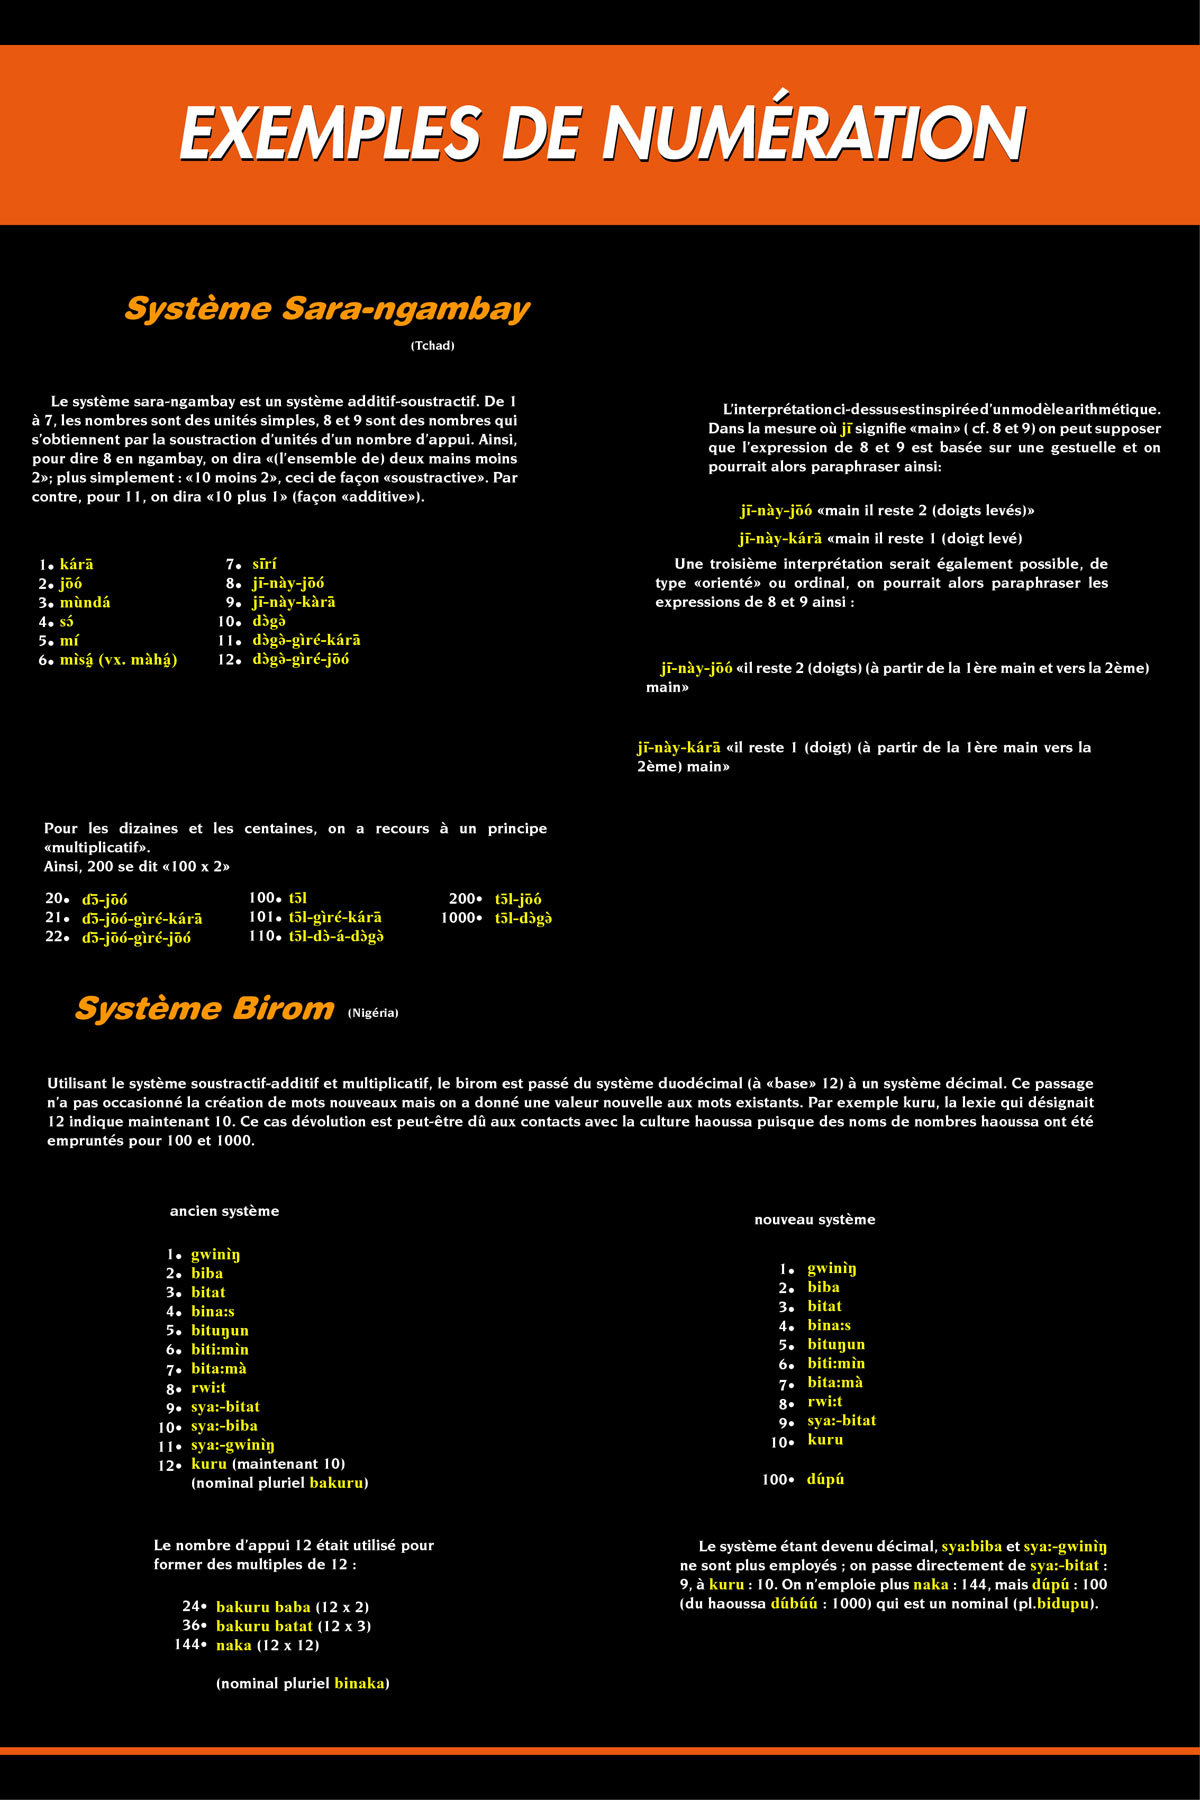 EXEMPLES DE NUMÉRATION
Système Sara-ngambay
(Tchad)
Le système sara-ngambay est un système additif-soustractif. De 1
à 7, les nombres sont des unités simples, 8 et 9 sont des nombres qui
s'obtiennent par la soustraction d'unités d'un nombre d'appui. Ainsi,
pour dire 8 en ngambay, on dira «(l'ensemble de) deux mains moins
2»; plus simplement : «10 moins 2», ceci de façon «soustractive». Par
contre, pour 11, on dira «10 plus 1» (façon «additive»).
1• kárā
2• jōó
3• mùndá
4• sɔ́
5• mí
6• mìsá̰ (vx. màhá̰)
7• sīrí
8• jī-này-jōó
9• jī-này-kàrā
10• dɔ̀gə̀
11• dɔ̀gə̀-gìré-kárā
12• dɔ̀gə̀-gìré-jōó
L'interprétation ci-dessus est inspirée d'un modèle arithmétique.
Dans la mesure où jī signifie «main» ( cf. 8 et 9) on peut supposer
que l'expression de 8 et 9 est basée sur une gestuelle et on
pourrait alors paraphraser ainsi:
jī-này-jōó «main il reste 2 (doigts levés)»
jī-này-kárā «main il reste 1 (doigt levé)
Une troisième interprétation serait également possible, de
type «orienté» ou ordinal, on pourrait alors paraphraser les
expressions de 8 et 9 ainsi :
jī-này-jōó «il reste 2 (doigts) (à partir de la 1ère main et vers la 2ème)
main»
jī-này-kárā «il reste 1 (doigt) (à partir de la 1ère main vers la
2ème) main»
Pour les dizaines et les centaines, on a recours à un principe
«multiplicatif».
Ainsi, 200 se dit «100 x 2»
20• ɗɔ̄-jōó
21• ɗɔ̄-jōó-gìré-kárā
22• ɗɔ̄-jōó-gìré-jōó
100• tɔ̄l
101• tɔ̄l-gìré-kárā
110• tɔ̄l-dɔ̀-á-dɔ̀gə̀
200• tɔ̄l-jōó
1000• tɔ̄l-dɔ̀gə̀
Système Birom (Nigéria)
Utilisant le système soustractif-additif et multiplicatif, le birom est passé du système duodécimal (à «base» 12) à un système décimal. Ce passage
n'a pas occasionné la création de mots nouveaux mais on a donné une valeur nouvelle aux mots existants. Par exemple kuru, la lexie qui désignait
12 indique maintenant 10. Ce cas dévolution est peut-être dû aux contacts avec la culture haoussa puisque des noms de nombres haoussa ont été
empruntés pour 100 et 1000.
ancien système
1• gwinìŋ
2• biba
3• bitat
4• bina:s
5• bituŋun
6• biti:mìn
7• bita:mà
8• rwi:t
9• sya:-bitat
10• sya:-biba
11• sya:-gwinìŋ
12• kuru (maintenant 10)
(nominal pluriel bakuru)
Le nombre d'appui 12 était utilisé pour
former des multiples de 12 :
24• bakuru baba (12 x 2)
36• bakuru batat (12 x 3)
144• naka (12 x 12)
(nominal pluriel binaka)
nouveau système
1• gwinìŋ
2• biba
3• bitat
4• bina:s
5• bituŋun
6• biti:mìn
7• bita:mà
8• rwi:t
9• sya:-bitat
10• kuru
100• dúpú
Le système étant devenu décimal, sya:biba et sya:-gwinìŋ
ne sont plus employés ; on passe directement de sya:-bitat :
9, à kuru : 10. On n'emploie plus naka : 144, mais dúpú : 100
(du haoussa dúbúú : 1000) qui est un nominal (pl.bidupu).